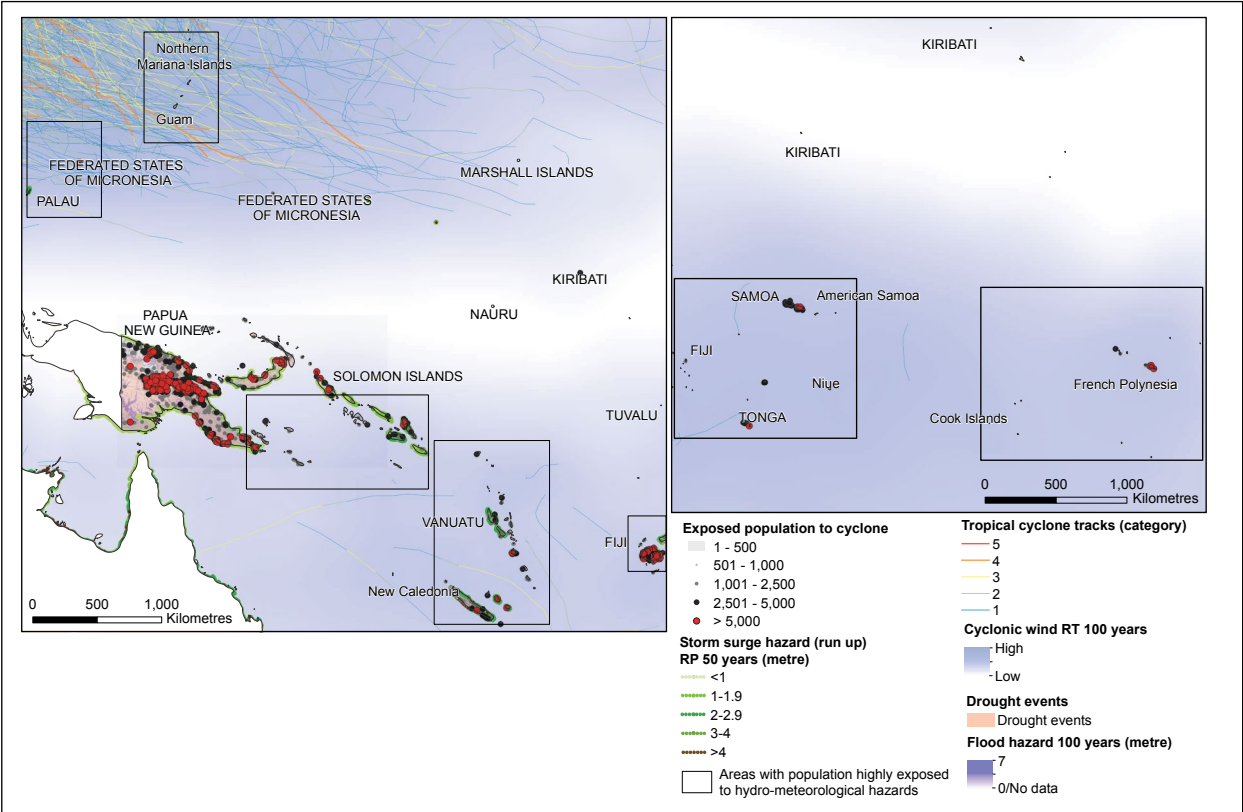 Northern
Mariana Islands
Guam
FEDERATED STATES
OF MICRONESIA
PALAU
FEDERATED STATES
OF MICRONESIA
MARSHALL ISLANDS
KIRIBATI
NAURU
PAPUA
NEW GUINEA
SOLOMON ISLANDS
TUVALU
VANUATU
FIJI
New Caledonia
0 500 1,000
Kilometres
KIRIBATI
KIRIBATI
SAMOA
American Samoa
FIJI
Niue
TONGA
Cook Islands
French Polynesia
0 500 1,000
Kilometres
Exposed population to cyclone
1 - 500
501 - 1,000
1,001 - 2,500
2,501 - 5,000
> 5,000
Storm surge hazard (run up)
RP 50 years (metre)
<1
1-1.9
2-2.9
3-4
>4
Areas with population highly exposed
to hydro-meteorological hazards
Tropical cyclone tracks (category)
5
4
3
2
1
Cyclonic wind RT 100 years
High
Low
Drought events
Drought events
Flood hazard 100 years (metre)
7
0/No data